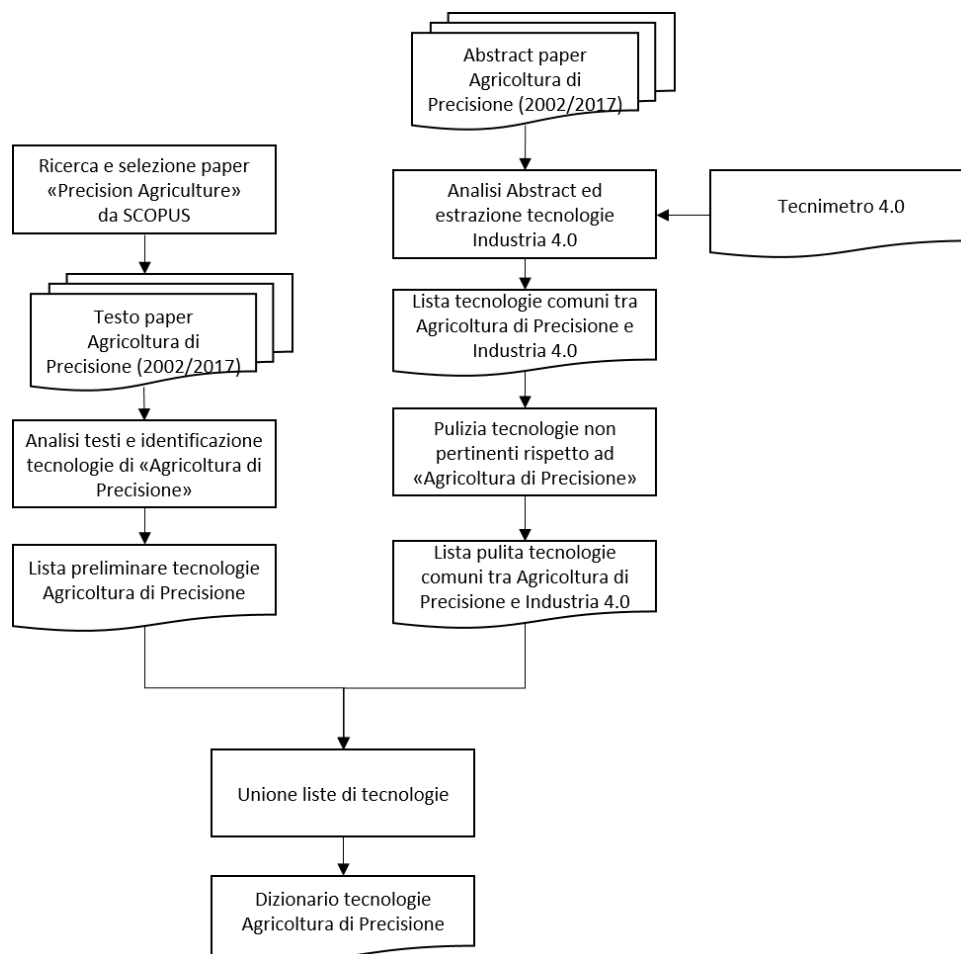 Abstract paper
Agricoltura di
Precisione (2002/2017)
Ricerca e selezione paper
«Precision Agriculture»
da SCOPUS
Analisi Abstract ed
estrazione tecnologie
Industria 4.0
Tecnimetro 4.0
Testo paper
Agricoltura di
Precisione (2002/2017)
Lista tecnologie comuni tra
Agricoltura di Precisione e
Industria 4.0
Analisi testi e identificazione
tecnologie di «Agricoltura di
Precisione»
Pulizia tecnologie non
pertinenti rispetto ad
«Agricoltura di Precisione»
Lista preliminare tecnologie
Agricoltura di Precisione
Lista pulita tecnologie
comuni tra Agricoltura di
Precisione e Industria 4.0
Unione liste di tecnologie
Dizionario tecnologie
Agricoltura di Precisione